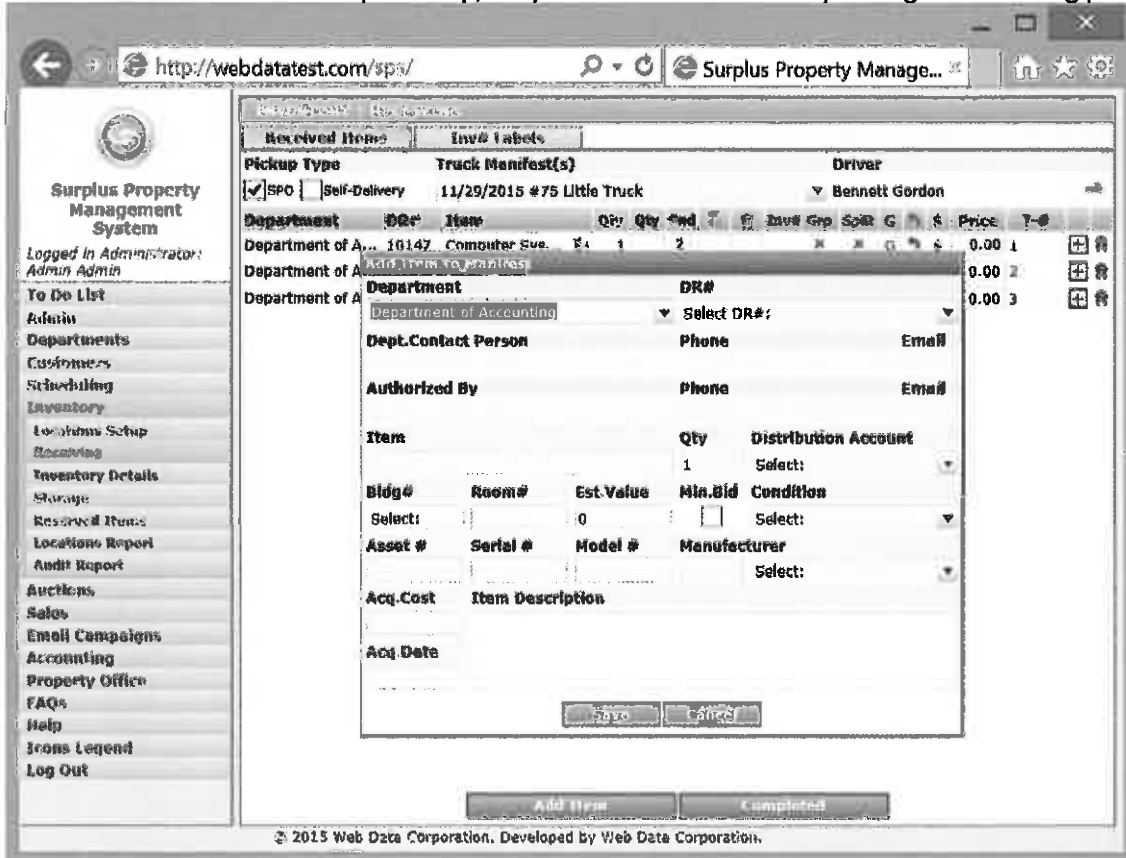 http://webdatatest.com/sps/
Surplus Property Manage...
Surplus Property
Management
System
Logged in Administrator:
Admin Admin
To Do List
Admin
Departments
Customers
Scheduling
Inventory
Locations Setup
Receiving
Inventory Details
Storage
Reserved Items
Locations Report
Audit Report
Auctions
Sales
Email Campaigns
Accounting
Property Office
FAQs
Help
Icons Legend
Log Out
Received Items Inv# Labels
Pickup Type Truck Manifest(s) Driver
SPO Self-Delivery 11/29/2015 #75 Little Truck Bennett Gordon
Department DR# Item Qty Qty Cnd Inv# Grp Split G $ Price T-#
Department of A... 10147 Computer Sys... 1 2 G $ 0.00 1
Department of A 0.00 2
Department of A 0.00 3
Add Item to Manifest
Department DR#
Department of Accounting Select DR#:
Dept.Contact Person Phone Email
Authorized By Phone Email
Item Qty Distribution Account
1 Select:
Bldg# Room# Est.Value Min.Bid Condition
Select: 0 Select:
Asset # Serial # Model # Manufacturer
Select:
Acq.Cost Item Description
Acq.Date
Save Cancel
Add Item Completed
© 2015 Web Data Corporation. Developed by Web Data Corporation.